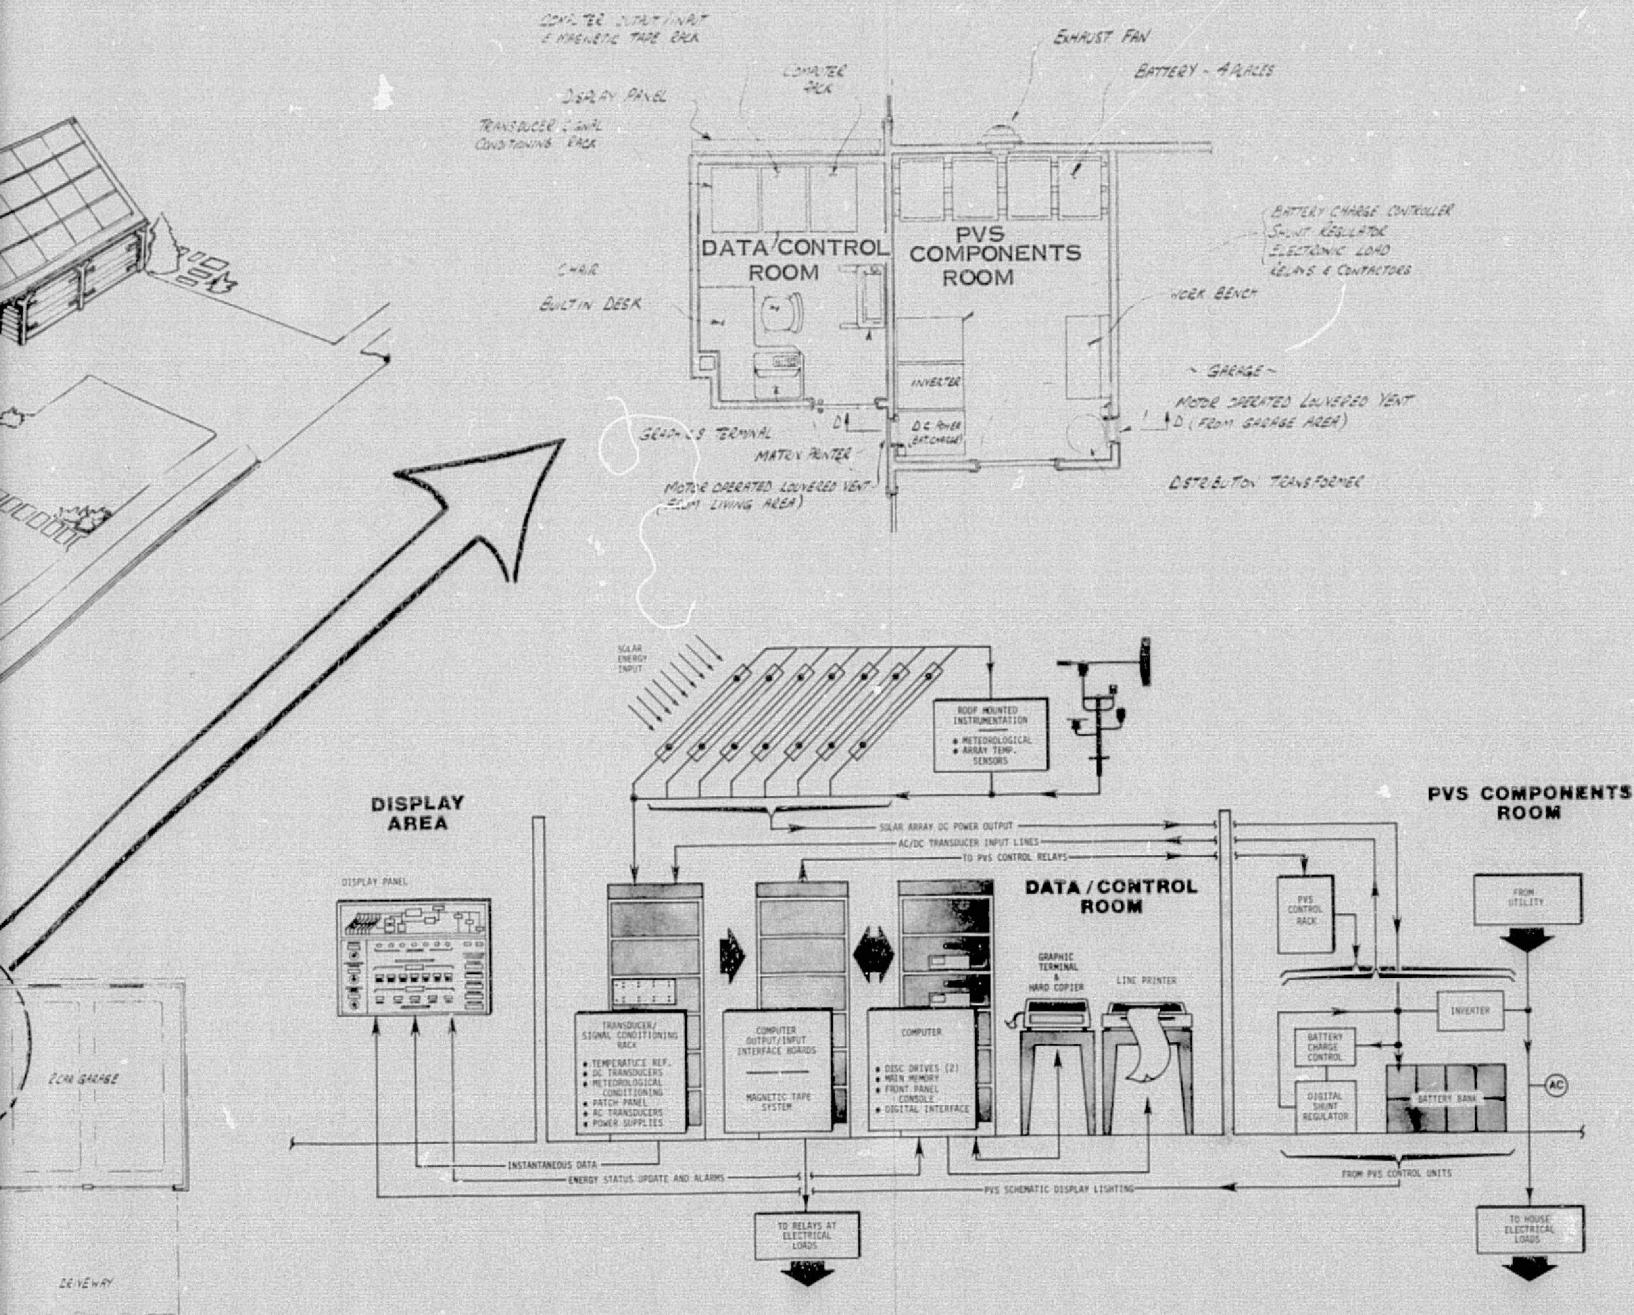 COMPUTER OUTPUT/INPUT
& MAGNETIC TAPE RACK
COMPUTER
RACK
DISPLAY PANEL
TRANSDUCER SIGNAL
CONDITIONING RACK
EXHAUST FAN
BATTERY - 4 PLACES
DATA/CONTROL
ROOM
PVS
COMPONENTS
ROOM
BATTERY CHARGE CONTROLLER
SHUNT REGULATOR
ELECTRONIC LOAD
RELAYS & CONTACTORS
CHAIR
BUILT IN DESK
WORK BENCH
INVERTER
D.C. POWER
(BAT. CHARGE)
~ GARAGE ~
MOTOR OPERATED LOUVERED VENT
D (FROM GARAGE AREA)
D
GRAPHICS TERMINAL
MATRIX PRINTER
MOTOR OPERATED LOUVERED VENT
(FROM LIVING AREA)
DISTRIBUTION TRANSFORMER
SOLAR
ENERGY
INPUT
ROOF MOUNTED
INSTRUMENTATION
● METEOROLOGICAL
● ARRAY TEMP.
SENSORS
DISPLAY
AREA
PVS COMPONENTS
ROOM
SOLAR ARRAY DC POWER OUTPUT
AC/DC TRANSDUCER INPUT LINES
TO PVS CONTROL RELAYS
DISPLAY PANEL
DATA/CONTROL
ROOM
PVS
CONTROL
RACK
FROM
UTILITY
GRAPHIC
TERMINAL
&
HARD COPIER
LINE PRINTER
TRANSDUCER/
SIGNAL CONDITIONING
RACK
● TEMPERATUCE REF.
● DC TRANSDUCERS
● METEOROLOGICAL
CONDITIONING
● PATCH PANEL
● AC TRANSDUCERS
● POWER SUPPLIES
COMPUTER
OUTPUT/INPUT
INTERFACE BOARDS
MAGNETIC TAPE
SYSTEM
COMPUTER
● DISC DRIVES (2)
● MAIN MEMORY
● FRONT PANEL
CONSOLE
● DIGITAL INTERFACE
INVERTER
BATTERY
CHARGE
CONTROL
DIGITAL
SHUNT
REGULATOR
BATTERY BANK
AC
2 CAR GARAGE
INSTANTANEOUS DATA
ENERGY STATUS UPDATE AND ALARMS
PVS SCHEMATIC DISPLAY LIGHTING
FROM PVS CONTROL UNITS
TO RELAYS AT
ELECTRICAL
LOADS
TO HOUSE
ELECTRICAL
LOADS
DRIVEWAY